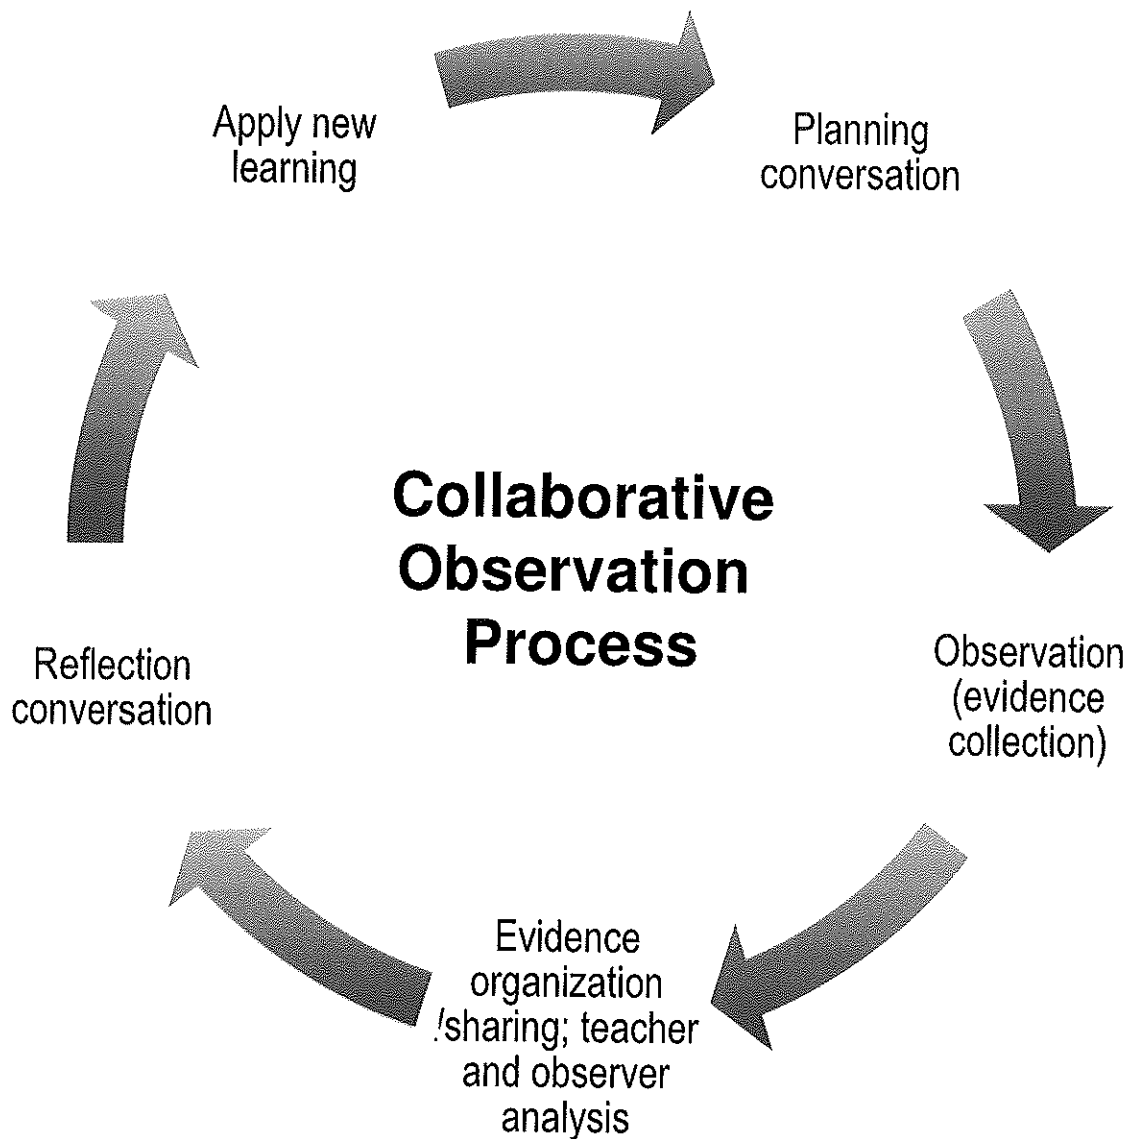 Apply new
learning
Planning
conversation
Collaborative
Observation
Process
Observation
(evidence
collection)
Reflection
conversation
Evidence
organization
/sharing; teacher
and observer
analysis